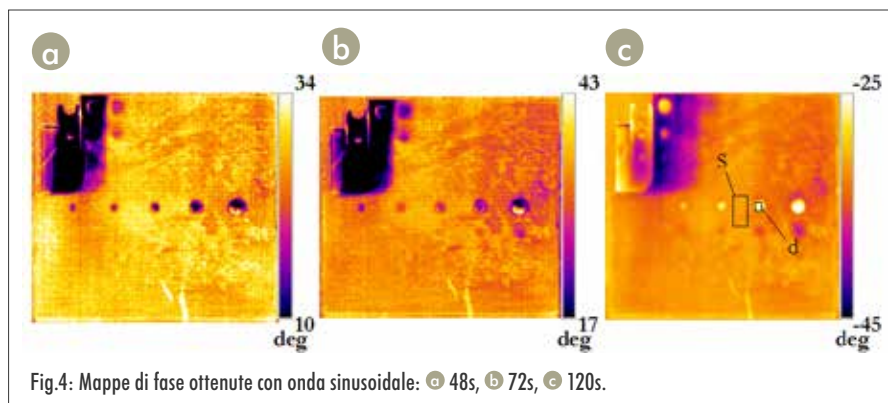 a
b
c
34
43
-25
S
d
10
17
-45
deg
deg
deg
Fig.4: Mappe di fase ottenute con onda sinusoidale: a 48s, b 72s, c 120s.